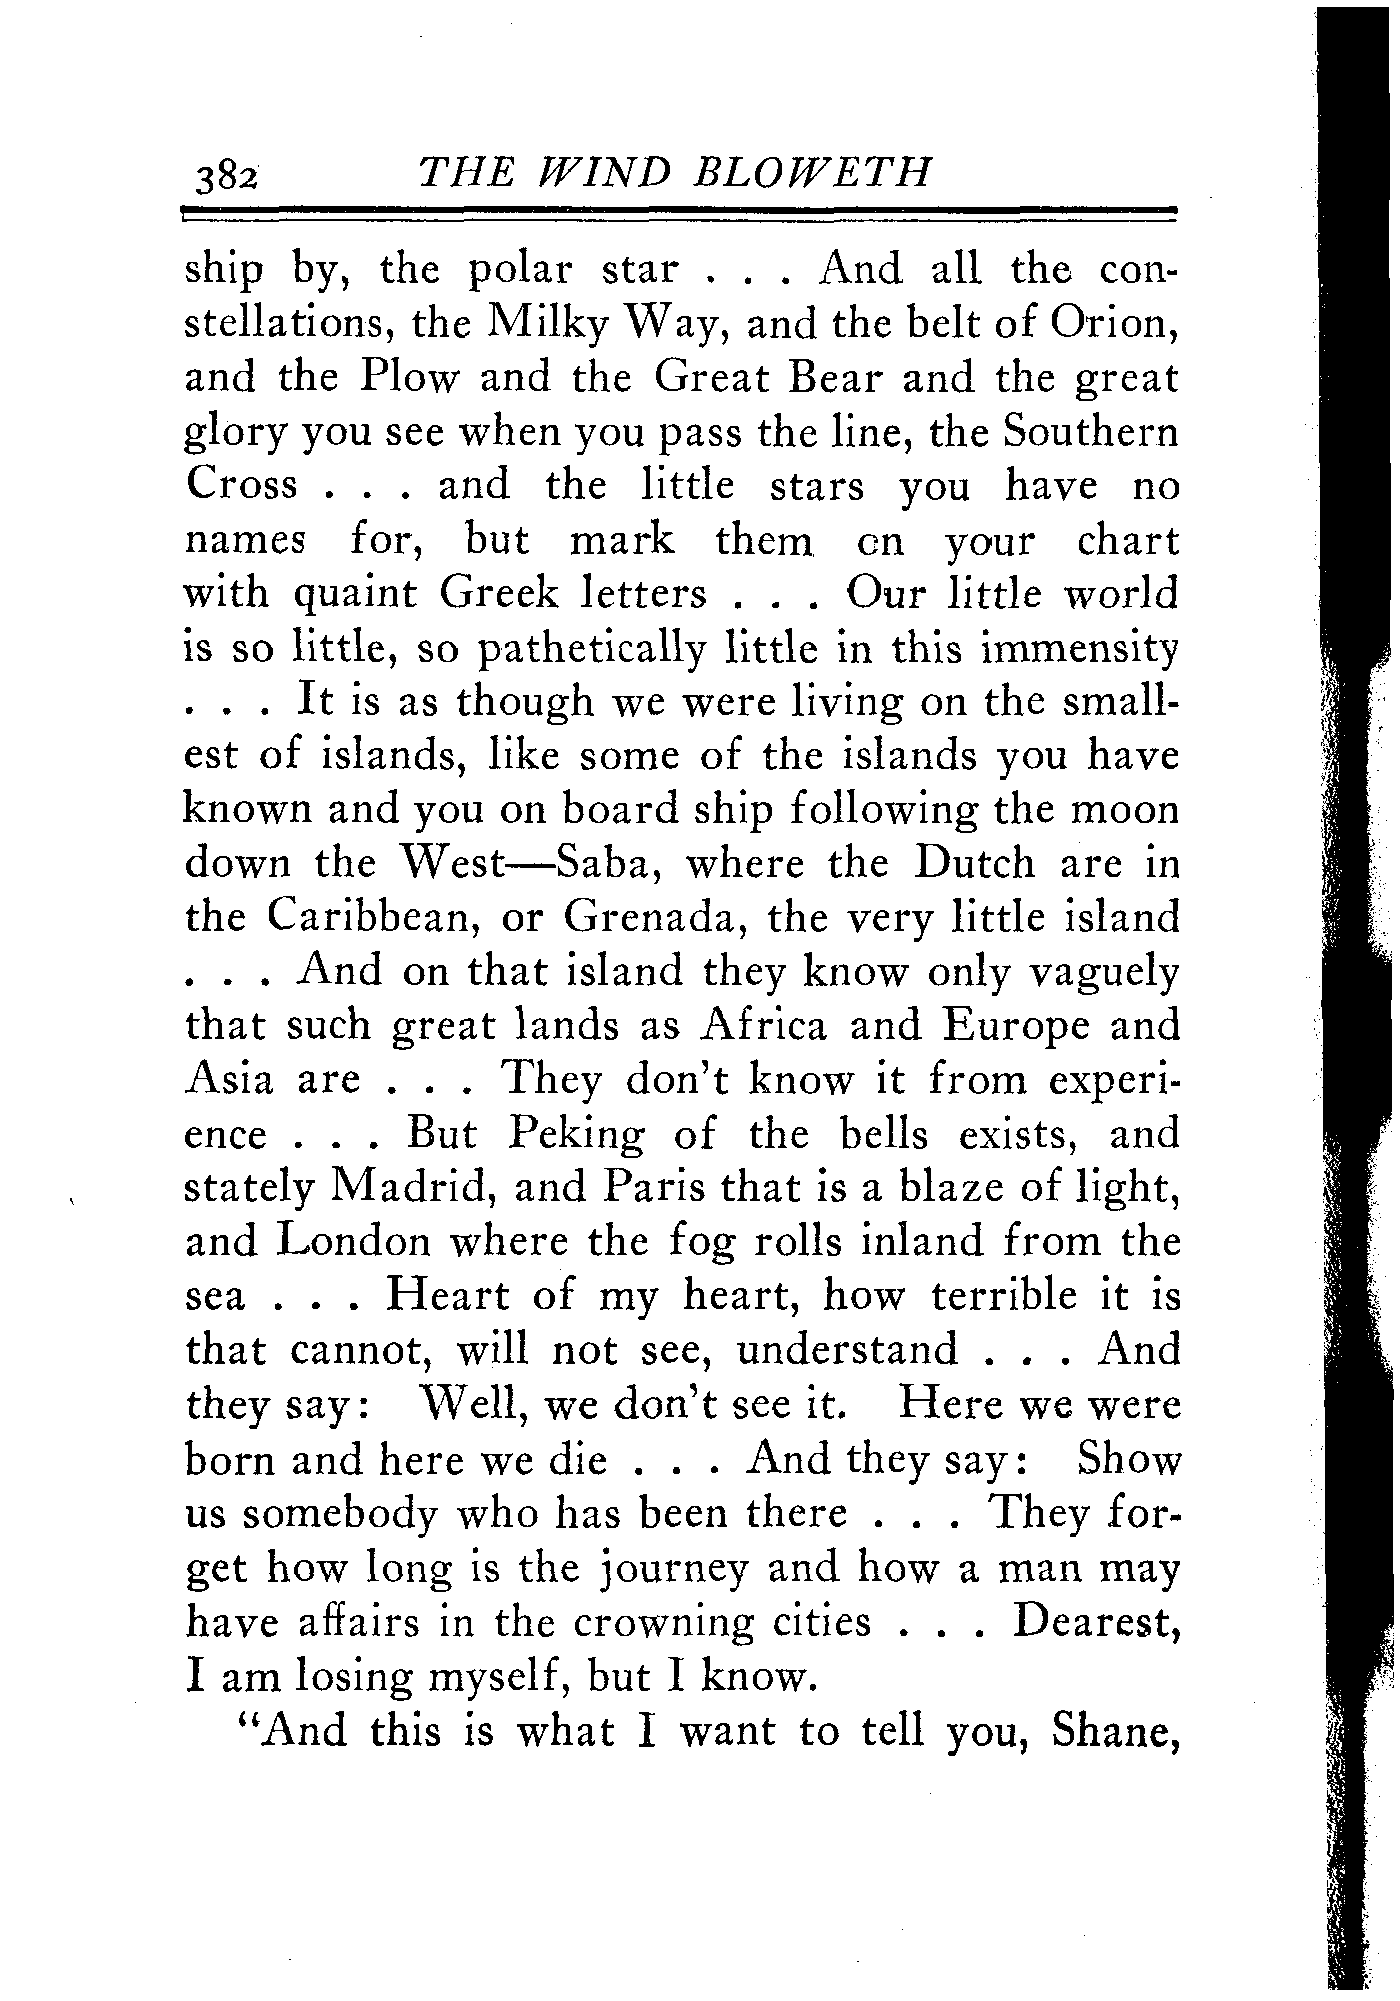 382 THE WIND BLOWETH
ship by, the polar star . . . And all the con-
stellations, the Milky Way, and the belt of Orion,
and the Plow and the Great Bear and the great
glory you see when you pass the line, the Southern
Cross . . . and the little stars you have no
names for, but mark them on your chart
with quaint Greek letters . . . Our little world
is so little, so pathetically little in this immensity
. . . It is as though we were living on the small-
est of islands, like some of the islands you have
known and you on board ship following the moon
down the West—Saba, where the Dutch are in
the Caribbean, or Grenada, the very little island
. . . And on that island they know only vaguely
that such great lands as Africa and Europe and
Asia are . . . They don't know it from experi-
ence . . . But Peking of the bells exists, and
stately Madrid, and Paris that is a blaze of light,
and London where the fog rolls inland from the
sea . . . Heart of my heart, how terrible it is
that cannot, will not see, understand . . . And
they say: Well, we don't see it. Here we were
born and here we die . . . And they say: Show
us somebody who has been there . . . They for-
get how long is the journey and how a man may
have affairs in the crowning cities . . . Dearest,
I am losing myself, but I know.
"And this is what I want to tell you, Shane,